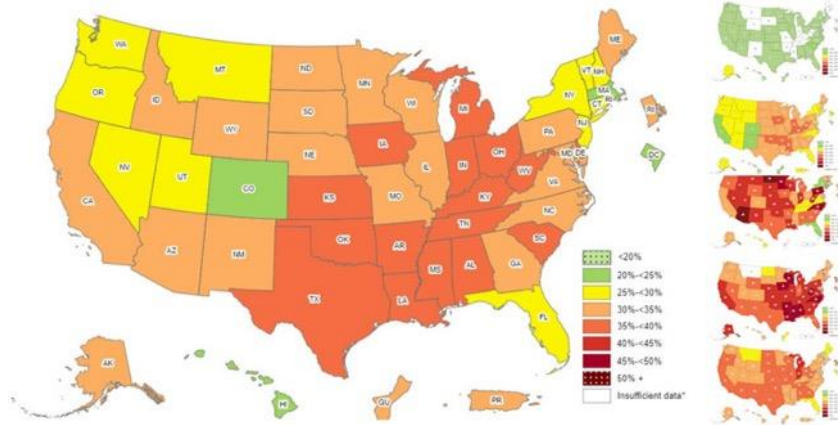 WA
MT
ND
MN
ME
VT
NH
OR
ID
SD
WI
NY
MA
CT
RI
RI
WY
MI
NJ
NE
IA
PA
DC
NV
UT
CO
IL
IN
OH
MD
DE
WV
VA
CA
KS
MO
KY
NC
TN
AZ
NM
OK
AR
SC
MS
AL
GA
TX
LA
FL
AK
HI
GU
PR
<20%
20%-<25%
25%-<30%
30%-<35%
35%-<40%
40%-<45%
45%-<50%
50% +
Insufficient data*